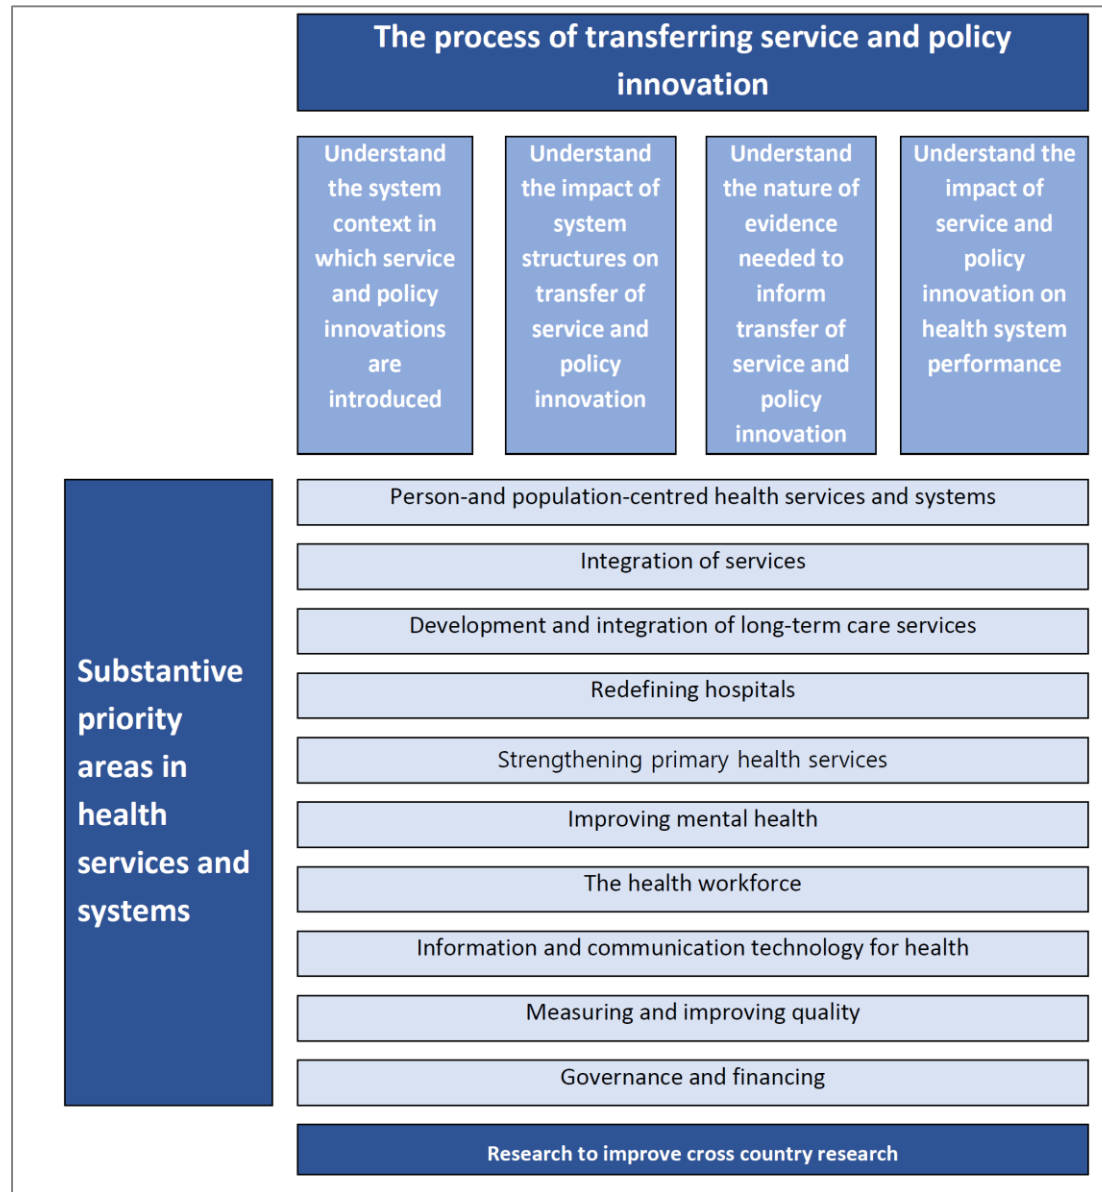 The process of transferring service and policy
innovation
Understand
the system
context in
which service
and policy
innovations
are
introduced
Understand
the impact of
system
structures on
transfer of
service and
policy
innovation
Understand
the nature of
evidence
needed to
inform
transfer of
service and
policy
innovation
Understand the
impact of
service and
policy
innovation on
health system
performance
Substantive
priority
areas in
health
services and
systems
Person-and population-centred health services and systems
Integration of services
Development and integration of long-term care services
Redefining hospitals
Strengthening primary health services
Improving mental health
The health workforce
Information and communication technology for health
Measuring and improving quality
Governance and financing
Research to improve cross country research